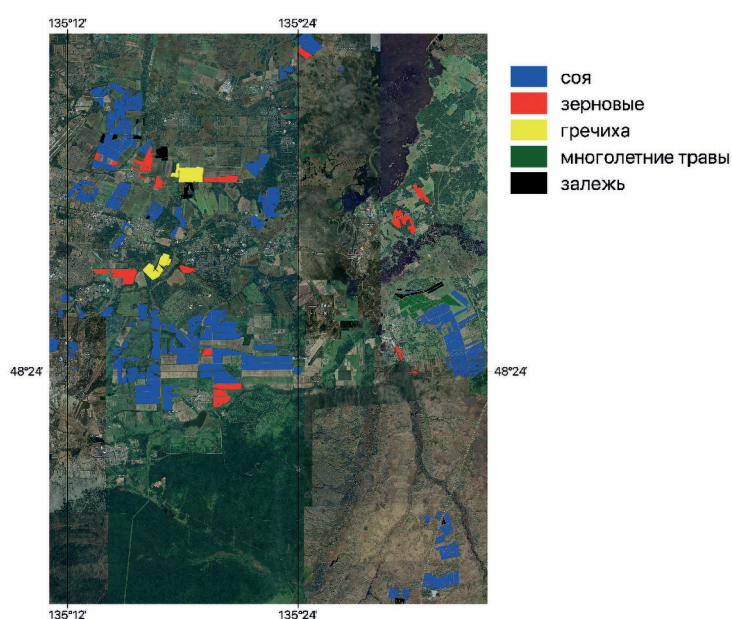 135°12' 135°24'
соя
зерновые
гречиха
многолетние травы
залежь
48°24' 48°24'
135°12' 135°24'